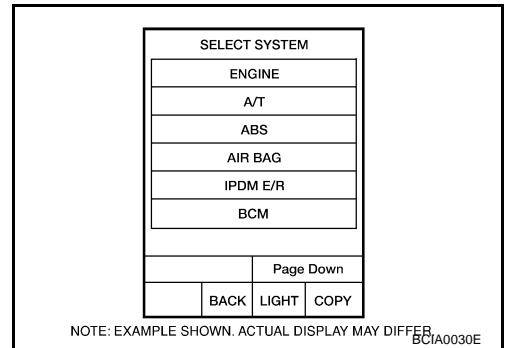 SELECT SYSTEM
ENGINE
A/T
ABS
AIR BAG
IPDM E/R
BCM
Page Down
BACK LIGHT COPY
NOTE: EXAMPLE SHOWN. ACTUAL DISPLAY MAY DIFFER.
BCIA0030E